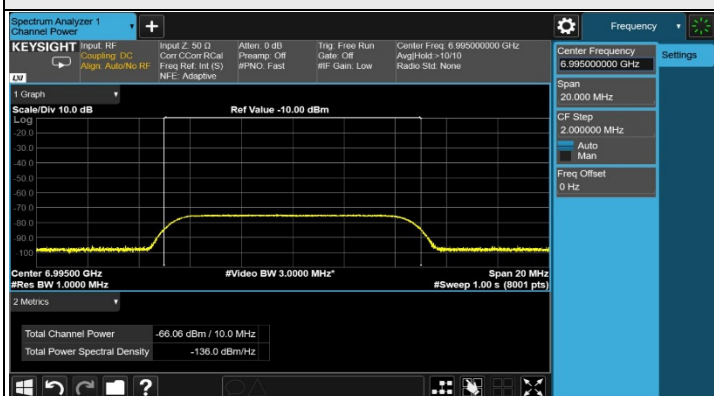 Spectrum Analyzer 1
Channel Power
Frequency
KEYSIGHT
Input: RF
Coupling: DC
Align: Auto/No RF
Input Z: 50 Ω
Corr CCorr RCal
Freq Ref: Int (S)
NFE: Adaptive
Atten: 0 dB
Preamp: Off
#PNO: Fast
Trig: Free Run
Gate: Off
#IF Gain: Low
Center Freq: 6.995000000 GHz
Avg|Hold:>10/10
Radio Std: None
LXI
Center Frequency
6.995000000 GHz
Settings
Span
20.000 MHz
CF Step
2.000000 MHz
Auto
Man
Freq Offset
0 Hz
1 Graph
Scale/Div 10.0 dB
Ref Value -10.00 dBm
Log
-20.0
-30.0
-40.0
-50.0
-60.0
-70.0
-80.0
-90.0
-100
Center 6.99500 GHz
#Video BW 3.0000 MHz*
Span 20 MHz
#Res BW 1.0000 MHz
#Sweep 1.00 s (8001 pts)
2 Metrics
Total Channel Power -66.06 dBm / 10.0 MHz
Total Power Spectral Density -136.0 dBm/Hz